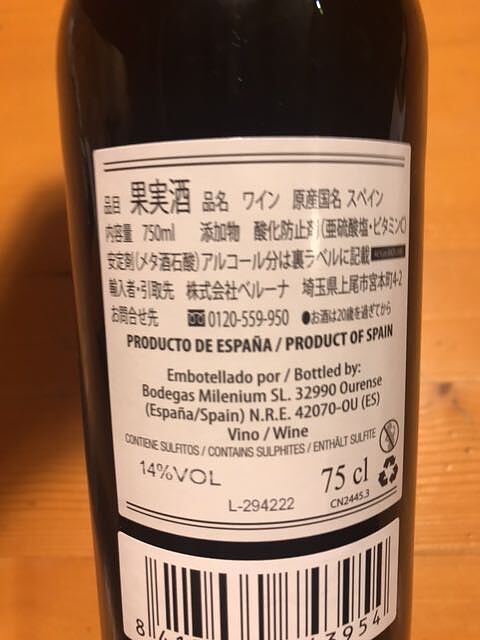 品目 果実酒 品名 ワイン 原産国名 スペイン
内容量 750ml 添加物 酸化防止剤(亜硫酸塩・ビタミンC)
安定剤(メタ酒石酸)アルコール分は裏ラベルに記載
輸入者・引取先 株式会社ベルーナ 埼玉県上尾市宮本町4-2
お問合せ先 0120-559-950 ●お酒は20歳を過ぎてから
PRODUCTO DE ESPAÑA / PRODUCT OF SPAIN
Embotellado por / Bottled by:
Bodegas Milenium SL. 32990 Ourense
(España/Spain) N.R.E. 42070-OU (ES)
Vino / Wine
CONTIENE SULFITOS / CONTAINS SULPHITES / ENTHÄLT SULFITE
14%VOL
75 cl
L-294222
CN2445.3